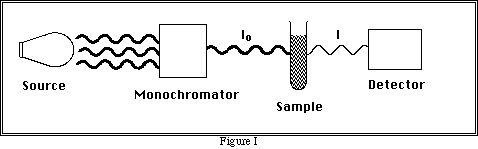 I₀
I
Source
Monochromator
Sample
Detector
Figure I